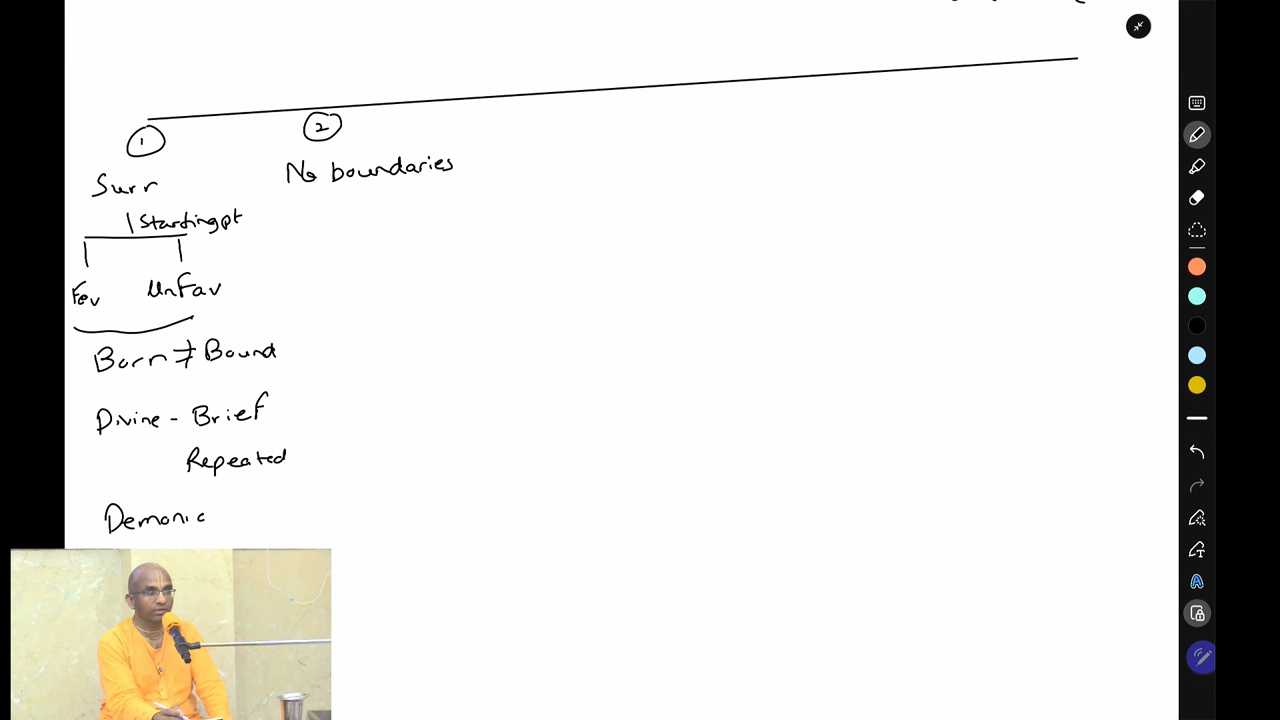 1
Surr
Starting pt
Fav UnFav
Born ≠ Bound
Divine - Brief
Repeated
Demonic
2
No boundaries